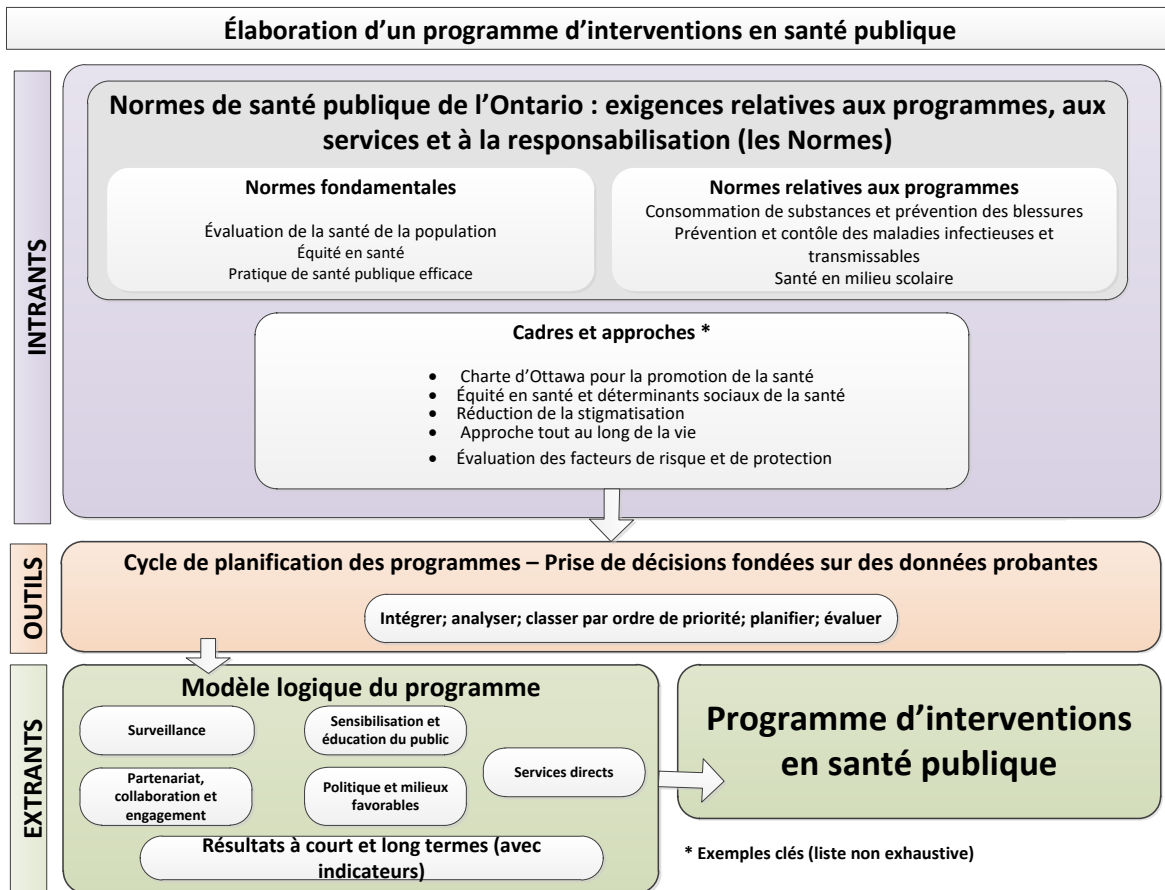 Élaboration d’un programme d’interventions en santé publique
INTRANTS
Normes de santé publique de l’Ontario : exigences relatives aux programmes, aux
services et à la responsabilisation (les Normes)
Normes fondamentales
Évaluation de la santé de la population
Équité en santé
Pratique de santé publique efficace
Normes relatives aux programmes
Consommation de substances et prévention des blessures
Prévention et contôle des maladies infectieuses et
transmissables
Santé en milieu scolaire
Cadres et approches *
• Charte d’Ottawa pour la promotion de la santé
• Équité en santé et déterminants sociaux de la santé
• Réduction de la stigmatisation
• Approche tout au long de la vie
• Évaluation des facteurs de risque et de protection
OUTILS
Cycle de planification des programmes – Prise de décisions fondées sur des données probantes
Intégrer; analyser; classer par ordre de priorité; planifier; évaluer
EXTRANTS
Modèle logique du programme
Surveillance
Sensibilisation et
éducation du public
Services directs
Partenariat,
collaboration et
engagement
Politique et milieux
favorables
Résultats à court et long termes (avec
indicateurs)
Programme d’interventions
en santé publique
* Exemples clés (liste non exhaustive)